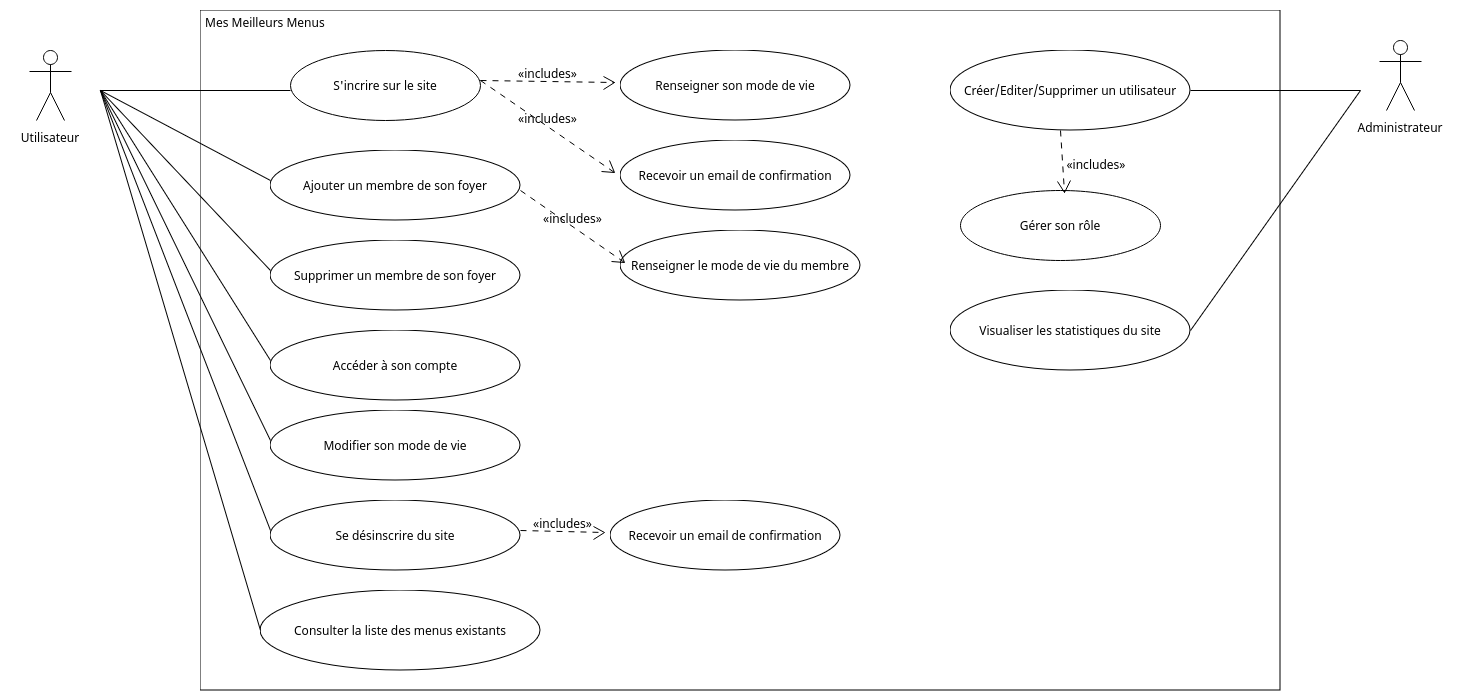 Mes Meilleurs Menus
Utilisateur
S'incrire sur le site
«includes»
Renseigner son mode de vie
«includes»
Recevoir un email de confirmation
Ajouter un membre de son foyer
«includes»
Renseigner le mode de vie du membre
Supprimer un membre de son foyer
Accéder à son compte
Modifier son mode de vie
Se désinscrire du site
«includes»
Recevoir un email de confirmation
Consulter la liste des menus existants
Créer/Editer/Supprimer un utilisateur
«includes»
Gérer son rôle
Visualiser les statistiques du site
Administrateur